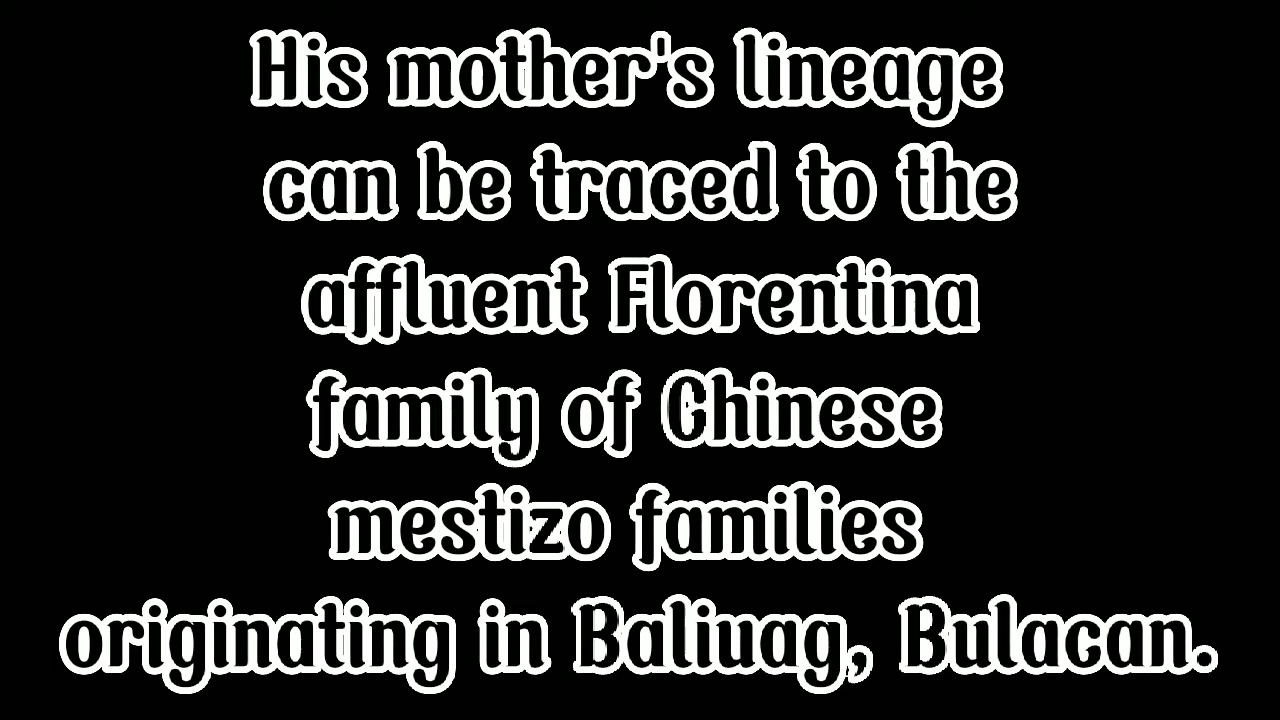 His mother's lineage
can be traced to the
affluent Florentina
family of Chinese
mestizo families
originating in Baliuag, Bulacan.